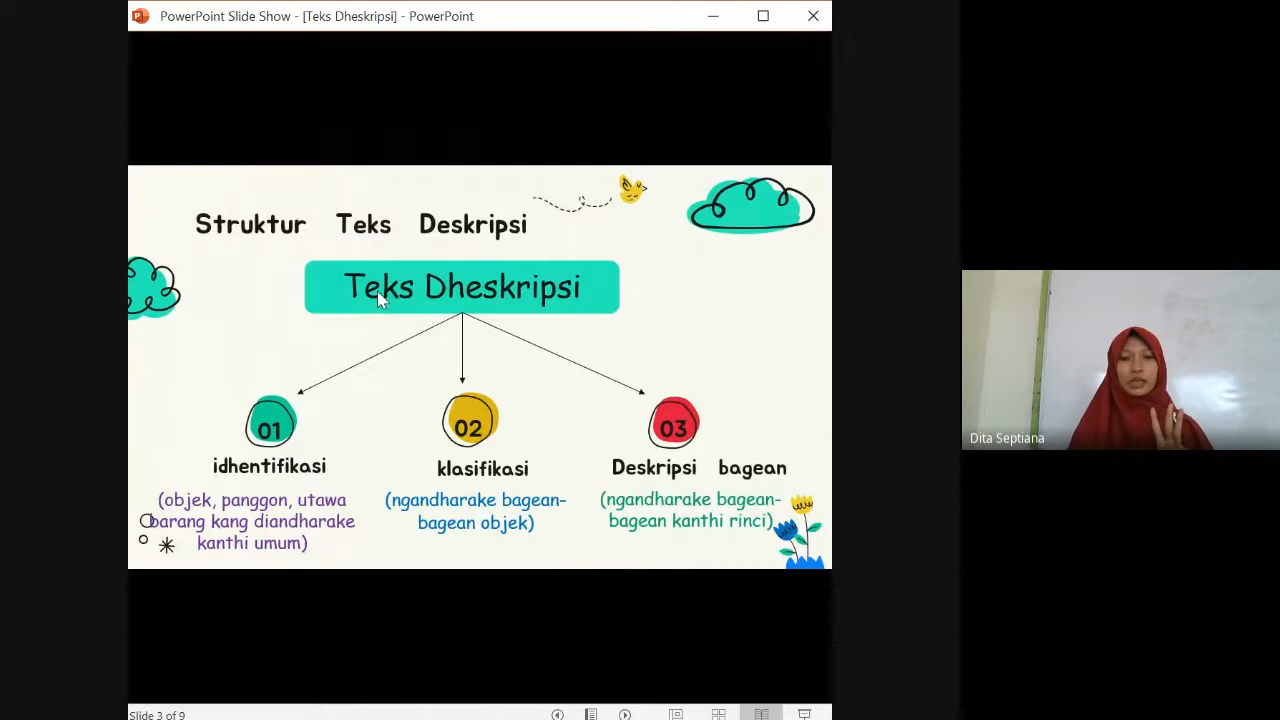 PowerPoint Slide Show - [Teks Dheskripsi] - PowerPoint
Struktur Teks Deskripsi
Teks Dheskripsi
01
idhentifikasi
(objek, panggon, utawa
barang kang diandharake
kanthi umum)
02
klasifikasi
(ngandharake bagean-
bagean objek)
03
Deskripsi bagean
(ngandharake bagean-
bagean kanthi rinci)
Dita Septiana
Slide 3 of 9